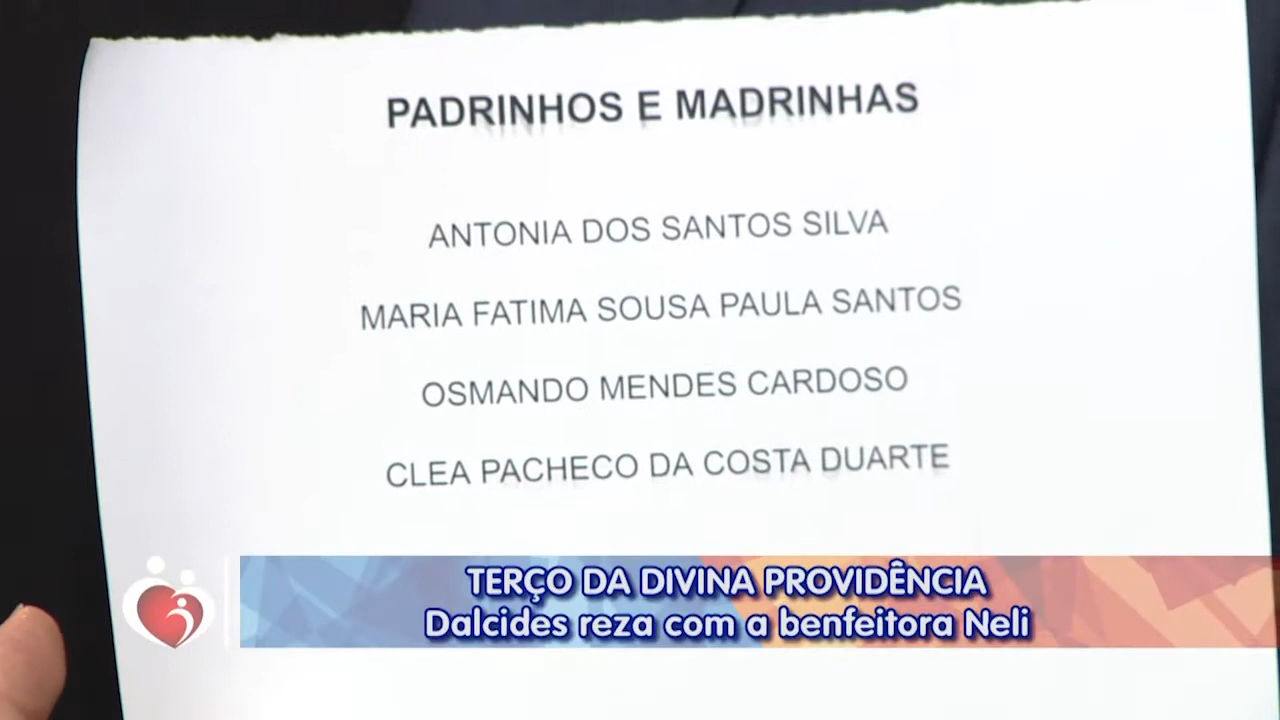 PADRINHOS E MADRINHAS
ANTONIA DOS SANTOS SILVA
MARIA FATIMA SOUSA PAULA SANTOS
OSMANDO MENDES CARDOSO
CLEA PACHECO DA COSTA DUARTE
TERÇO DA DIVINA PROVIDÊNCIA
Dalcides reza com a benfeitora Neli